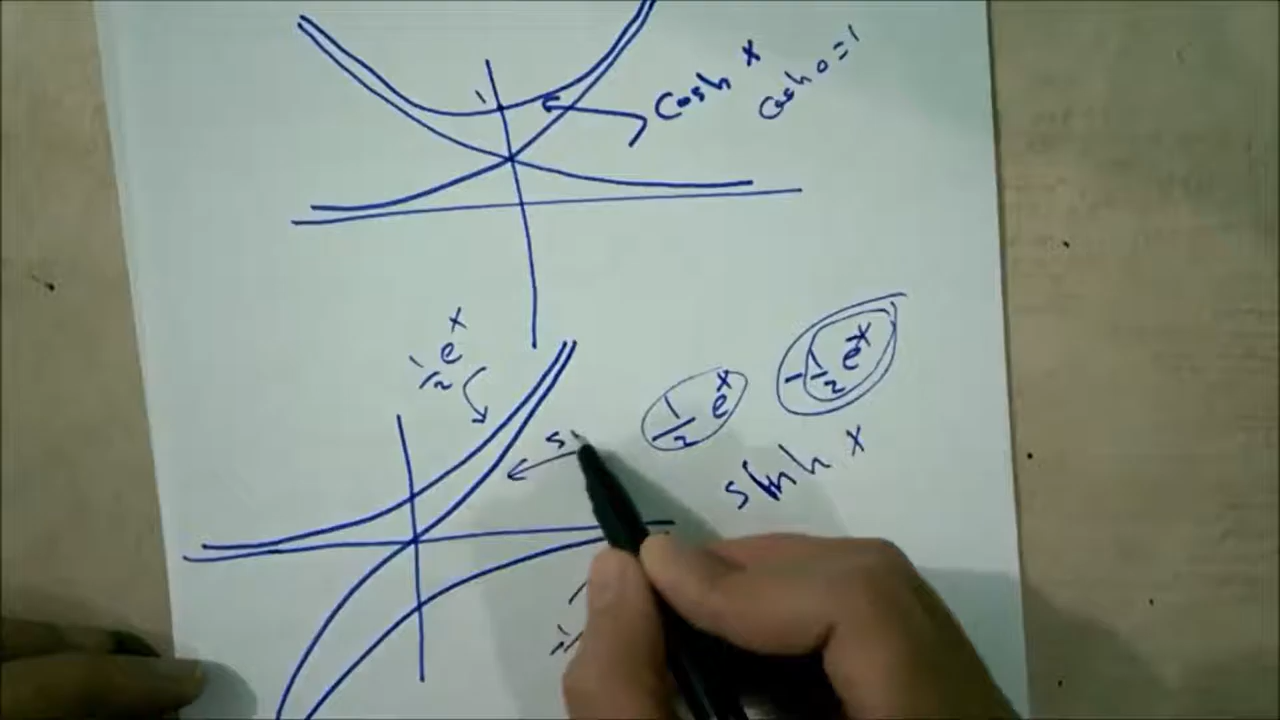 1
cosh x
cosh 0 = 1
1/2 e^x
1/2 e^x
-1/2 e^-x
s
sinh x